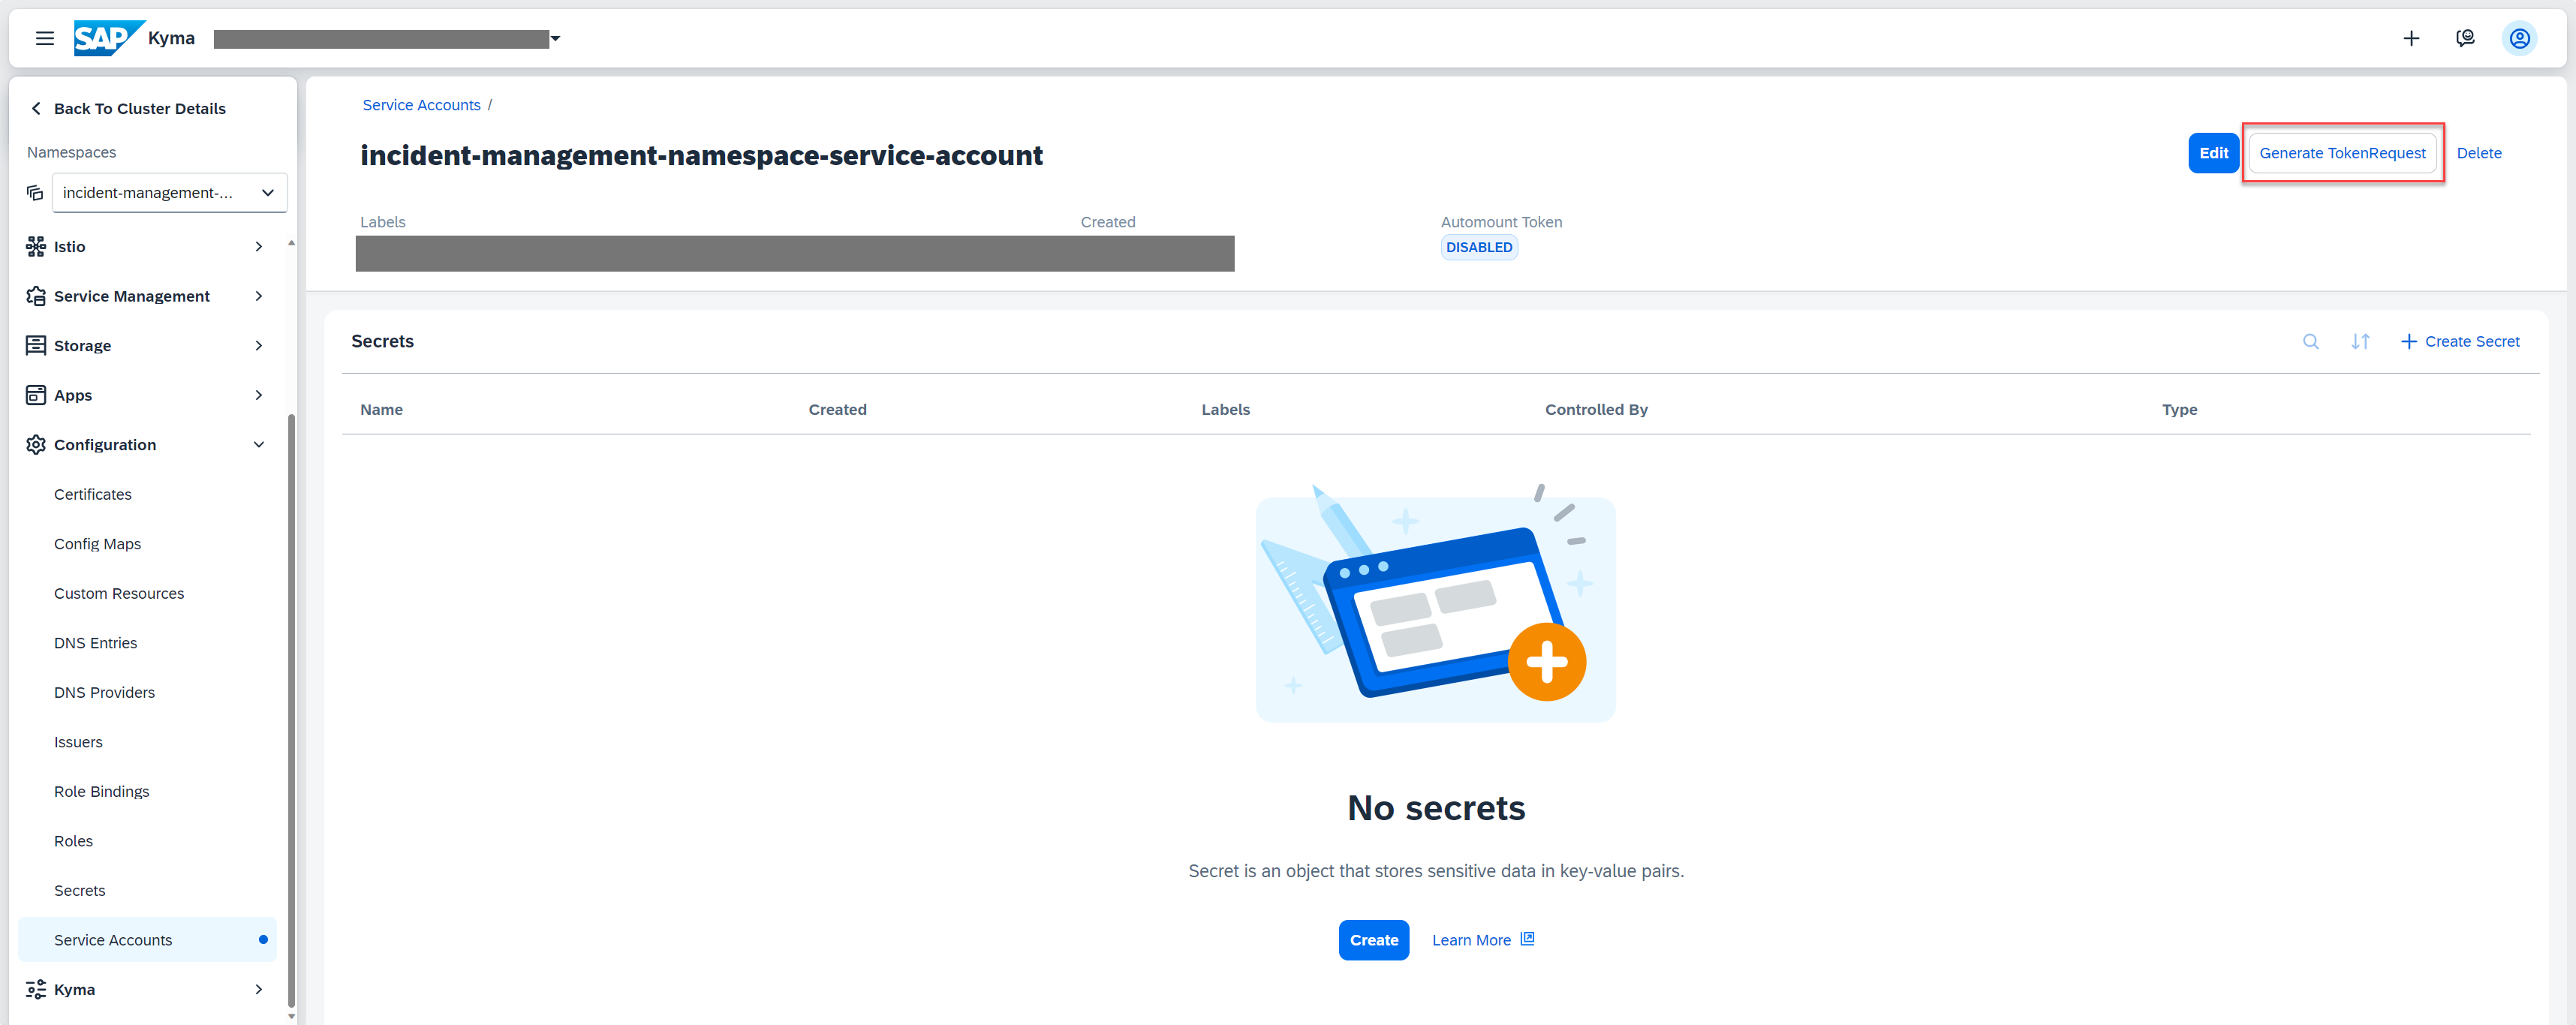 SAP Kyma
Back To Cluster Details
Namespaces
incident-management-...
Istio
Service Management
Storage
Apps
Configuration
Certificates
Config Maps
Custom Resources
DNS Entries
DNS Providers
Issuers
Role Bindings
Roles
Secrets
Service Accounts
Kyma
Service Accounts /
incident-management-namespace-service-account
Edit Generate TokenRequest Delete
Labels Created Automount Token
DISABLED
Secrets
Create Secret
Name Created Labels Controlled By Type
No secrets
Secret is an object that stores sensitive data in key-value pairs.
Create Learn More